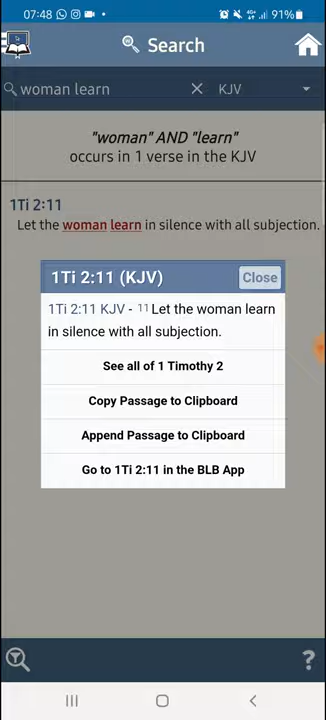 07:48 91%
Search
woman learn × KJV
"woman" AND "learn"
occurs in 1 verse in the KJV
1Ti 2:11
Let the woman learn in silence with all subjection.
1Ti 2:11 (KJV) Close
1Ti 2:11 KJV - 11 Let the woman learn
in silence with all subjection.
See all of 1 Timothy 2
Copy Passage to Clipboard
Append Passage to Clipboard
Go to 1Ti 2:11 in the BLB App
?